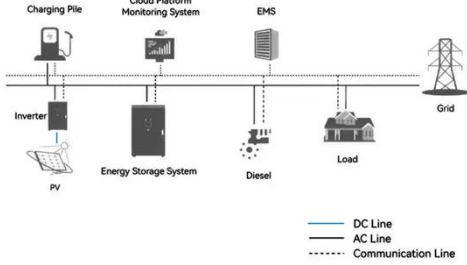 Charging Pile
Cloud Platform
Monitoring System
EMS
Grid
Inverter
PV
Energy Storage System
Diesel
Load
DC Line
AC Line
Communication Line